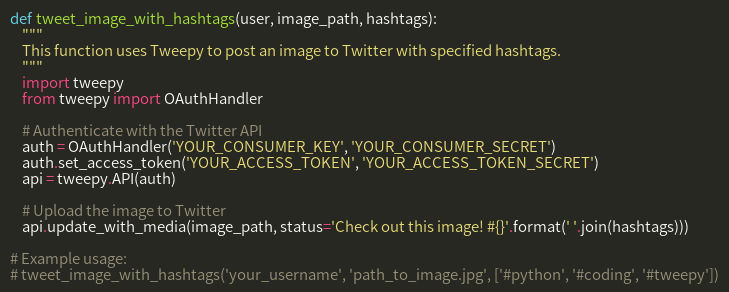 def tweet_image_with_hashtags(user, image_path, hashtags):
"""
This function uses Tweepy to post an image to Twitter with specified hashtags.
"""
import tweepy
from tweepy import OAuthHandler
# Authenticate with the Twitter API
auth = OAuthHandler('YOUR_CONSUMER_KEY', 'YOUR_CONSUMER_SECRET')
auth.set_access_token('YOUR_ACCESS_TOKEN', 'YOUR_ACCESS_TOKEN_SECRET')
api = tweepy.API(auth)
# Upload the image to Twitter
api.update_with_media(image_path, status='Check out this image! #{}'.format(' '.join(hashtags)))
# Example usage:
# tweet_image_with_hashtags('your_username', 'path_to_image.jpg', ['#python', '#coding', '#tweepy'])